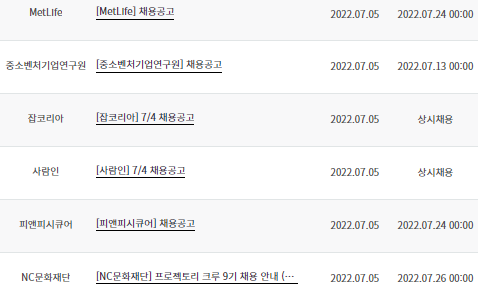 MetLife [MetLife] 채용공고 2022.07.05 2022.07.24 00:00
중소벤처기업연구원 [중소벤처기업연구원] 채용공고 2022.07.05 2022.07.13 00:00
잡코리아 [잡코리아] 7/4 채용공고 2022.07.05 상시채용
사람인 [사람인] 7/4 채용공고 2022.07.05 상시채용
피앤피시큐어 [피앤피시큐어] 채용공고 2022.07.05 2022.07.24 00:00
NC문화재단 [NC문화재단] 프로젝토리 크루 9기 채용 안내 (… 2022.07.05 2022.07.26 00:00